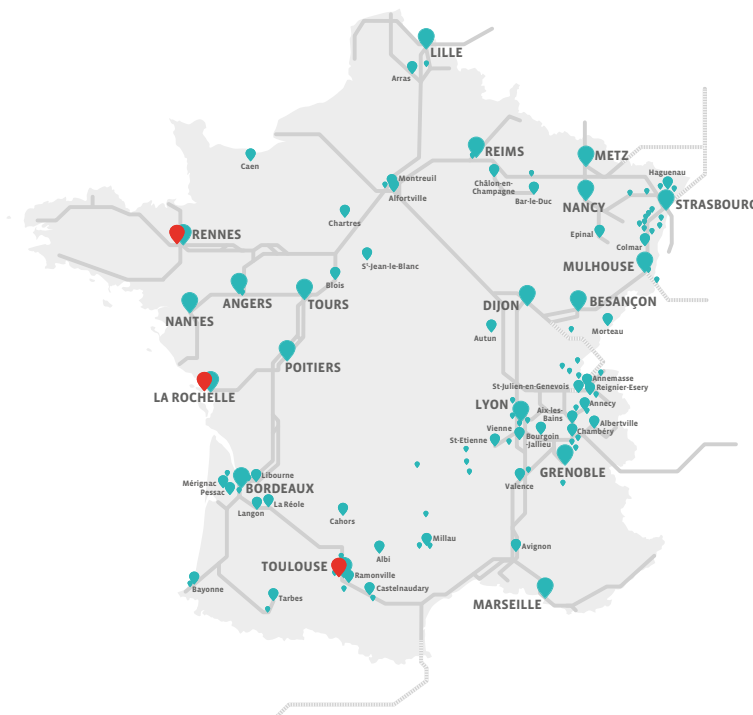 LILLE
Arras
REIMS
METZ
Caen
Haguenau
Montreuil
Châlon-en-
Champagne
Alfortville
Bar-le-Duc
NANCY
STRASBOURG
Chartres
RENNES
Epinal
Colmar
St-Jean-le-Blanc
MULHOUSE
Blois
ANGERS
TOURS
DIJON
BESANÇON
NANTES
Morteau
Autun
POITIERS
Annemasse
St-Julien-en-Genevois
Reignier-Esery
LA ROCHELLE
LYON
Annecy
Aix-les-
Bains
Albertville
Vienne
Chambéry
St-Etienne
Bourgoin
-Jallieu
GRENOBLE
Libourne
Mérignac
BORDEAUX
Pessac
Valence
La Réole
Langon
Cahors
Millau
Avignon
Albi
TOULOUSE
Ramonville
Castelnaudary
Bayonne
Tarbes
MARSEILLE